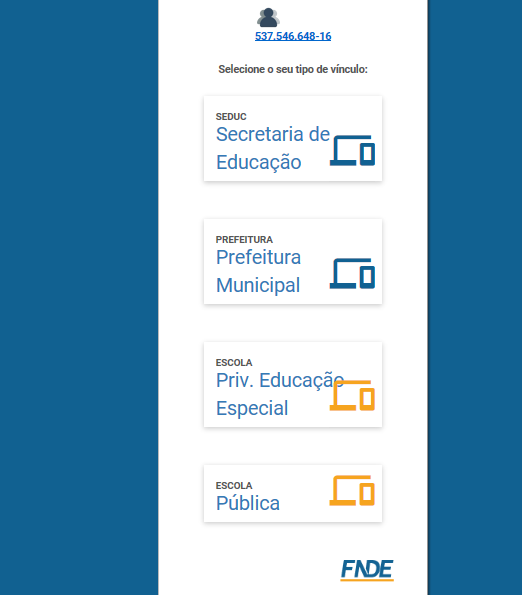 537.546.648-16
Selecione o seu tipo de vínculo:
SEDUC
Secretaria de
Educação
PREFEITURA
Prefeitura
Municipal
ESCOLA
Priv. Educação
Especial
ESCOLA
Pública
FNDE